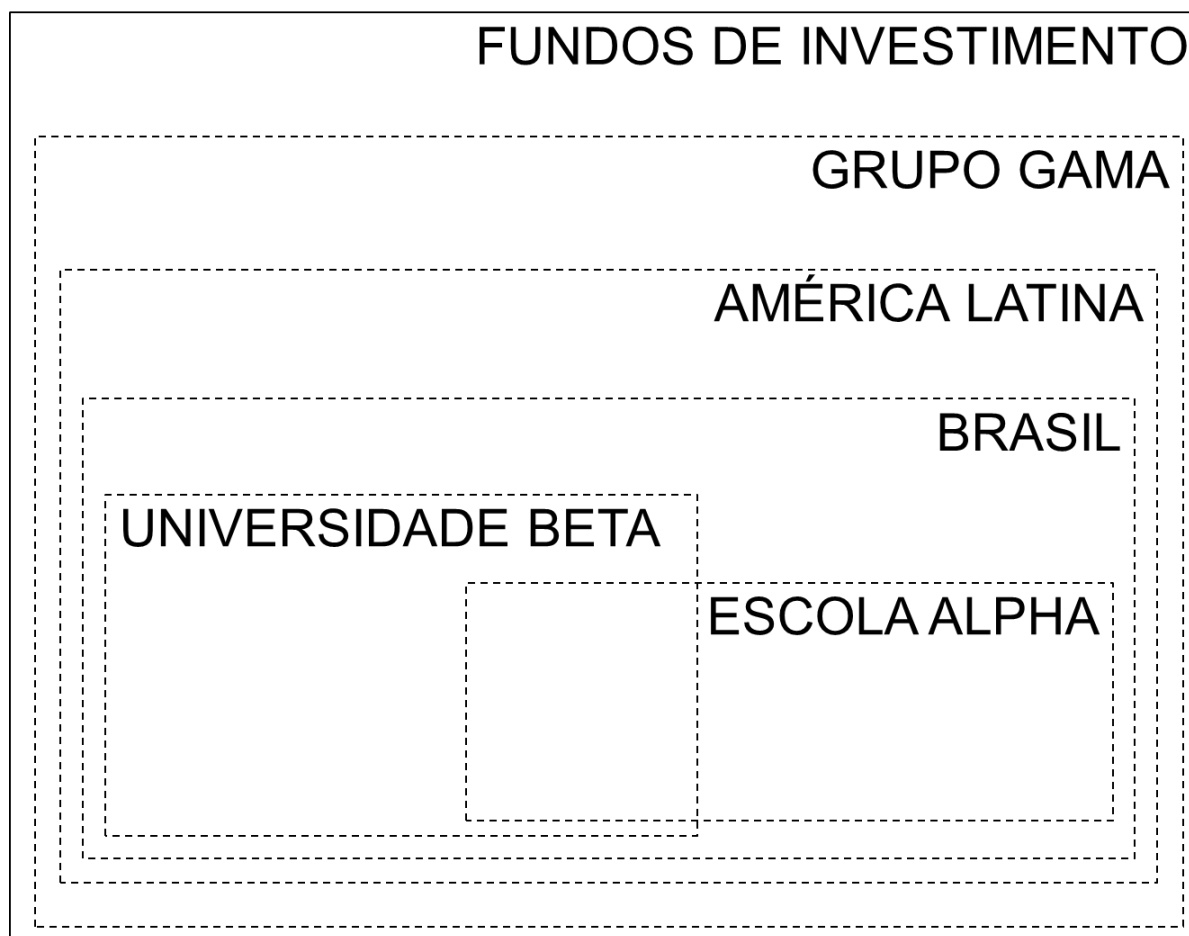 FUNDOS DE INVESTIMENTO
GRUPO GAMA
AMÉRICA LATINA
BRASIL
UNIVERSIDADE BETA
ESCOLA ALPHA